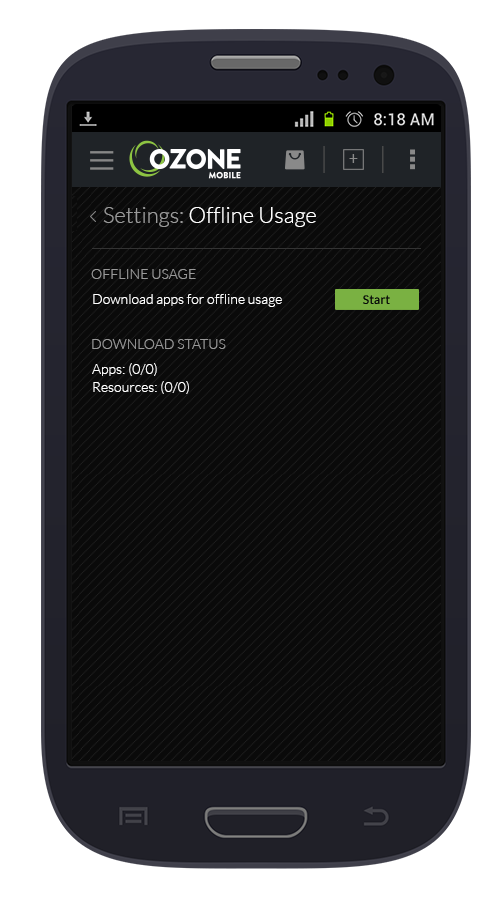 8:18 AM
OZONE
MOBILE
Settings: Offline Usage
OFFLINE USAGE
Download apps for offline usage
Start
DOWNLOAD STATUS
Apps: (0/0)
Resources: (0/0)